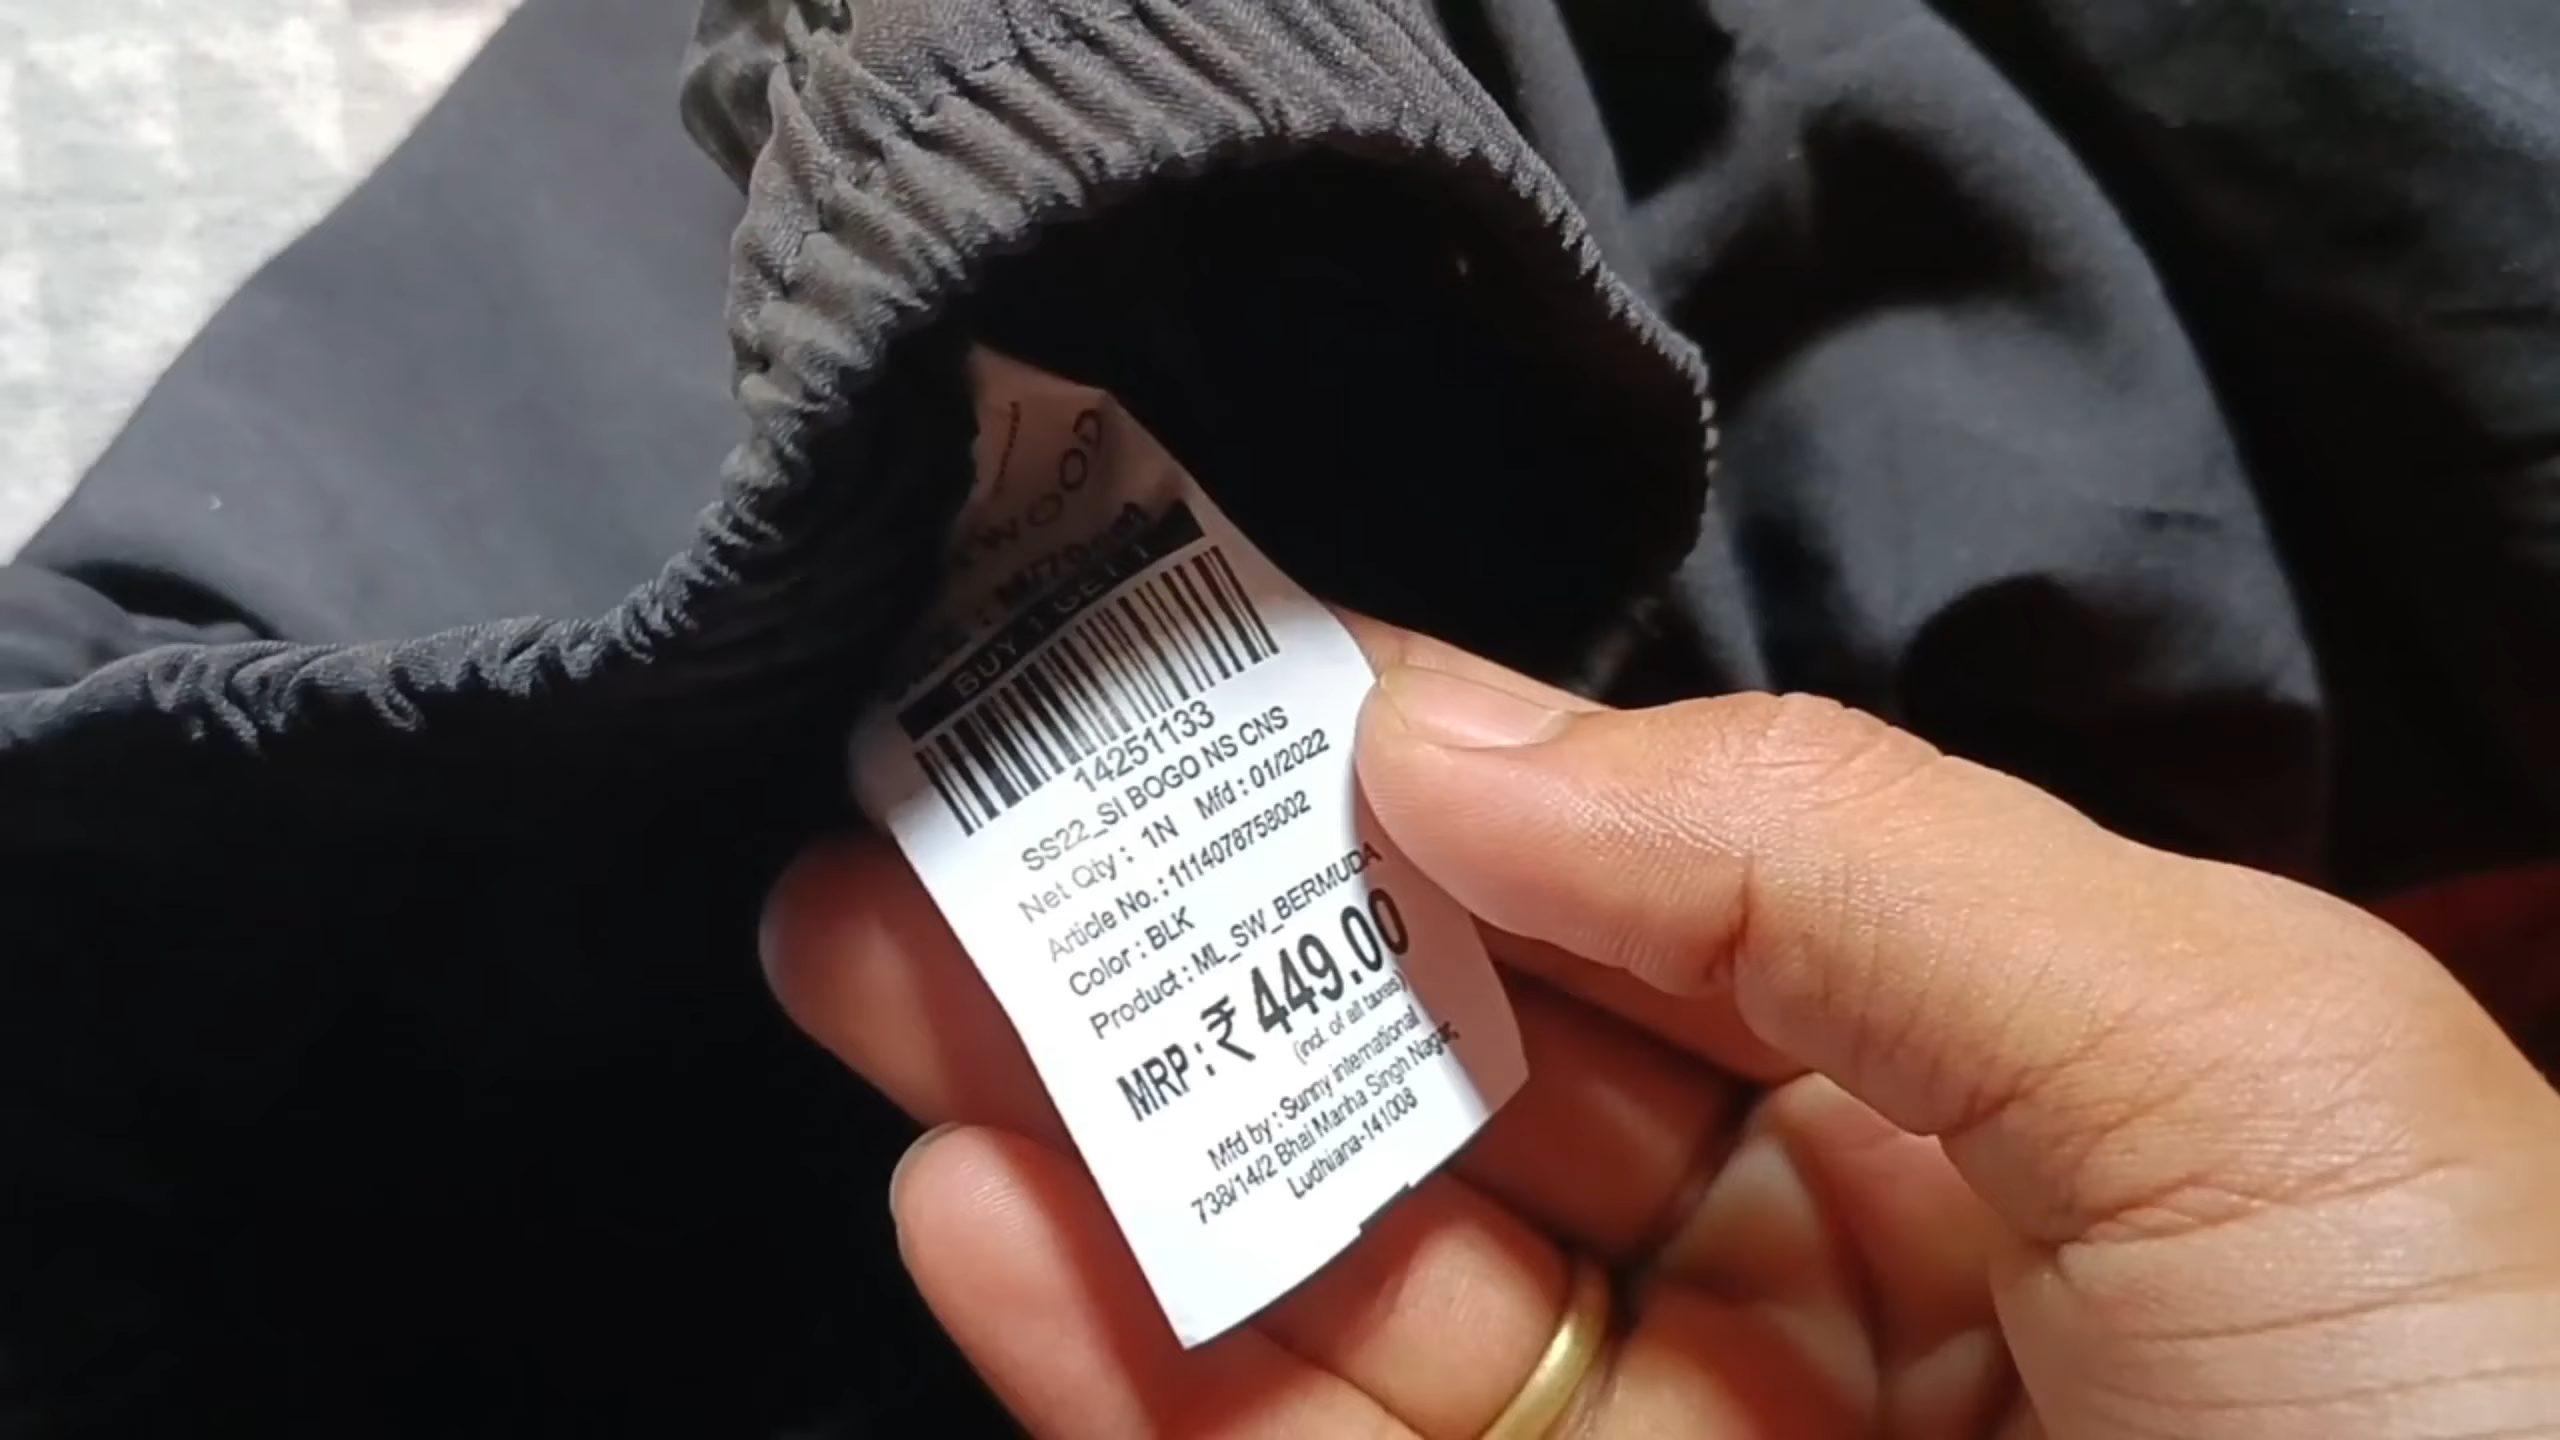 BUY 1 GET 1
14251133
SS22_SI BOGO NS CNS
Net Qty : 1N Mfd : 01/2022
Article No. : 1114078758002
Color : BLK
Product : ML_SW_BERMUDA
MRP : ₹ 449.00
(incl. of all taxes)
Mfd by : Sunny international
738/14/2 Bhai Manha Singh Nagar,
Ludhiana-141008